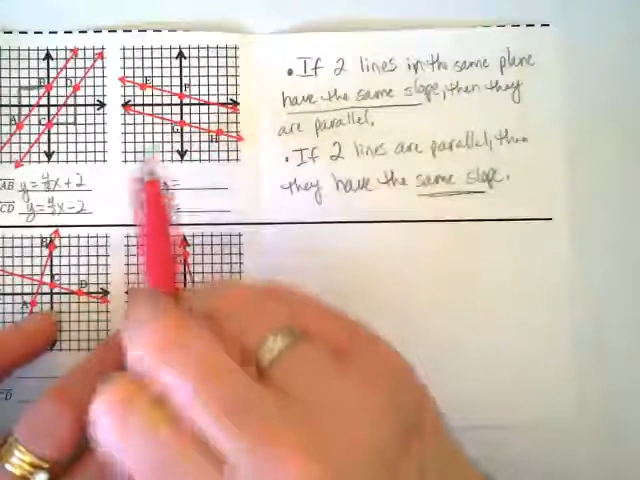 B
D
A
C
E
F
G
H
AB y = 4/3x + 2
CD y = 4/3x - 2
=
• If 2 lines in the same plane
have the same slope, then they
are parallel.
• If 2 lines are parallel, then
they have the same slope.
B
C
D
A
CD